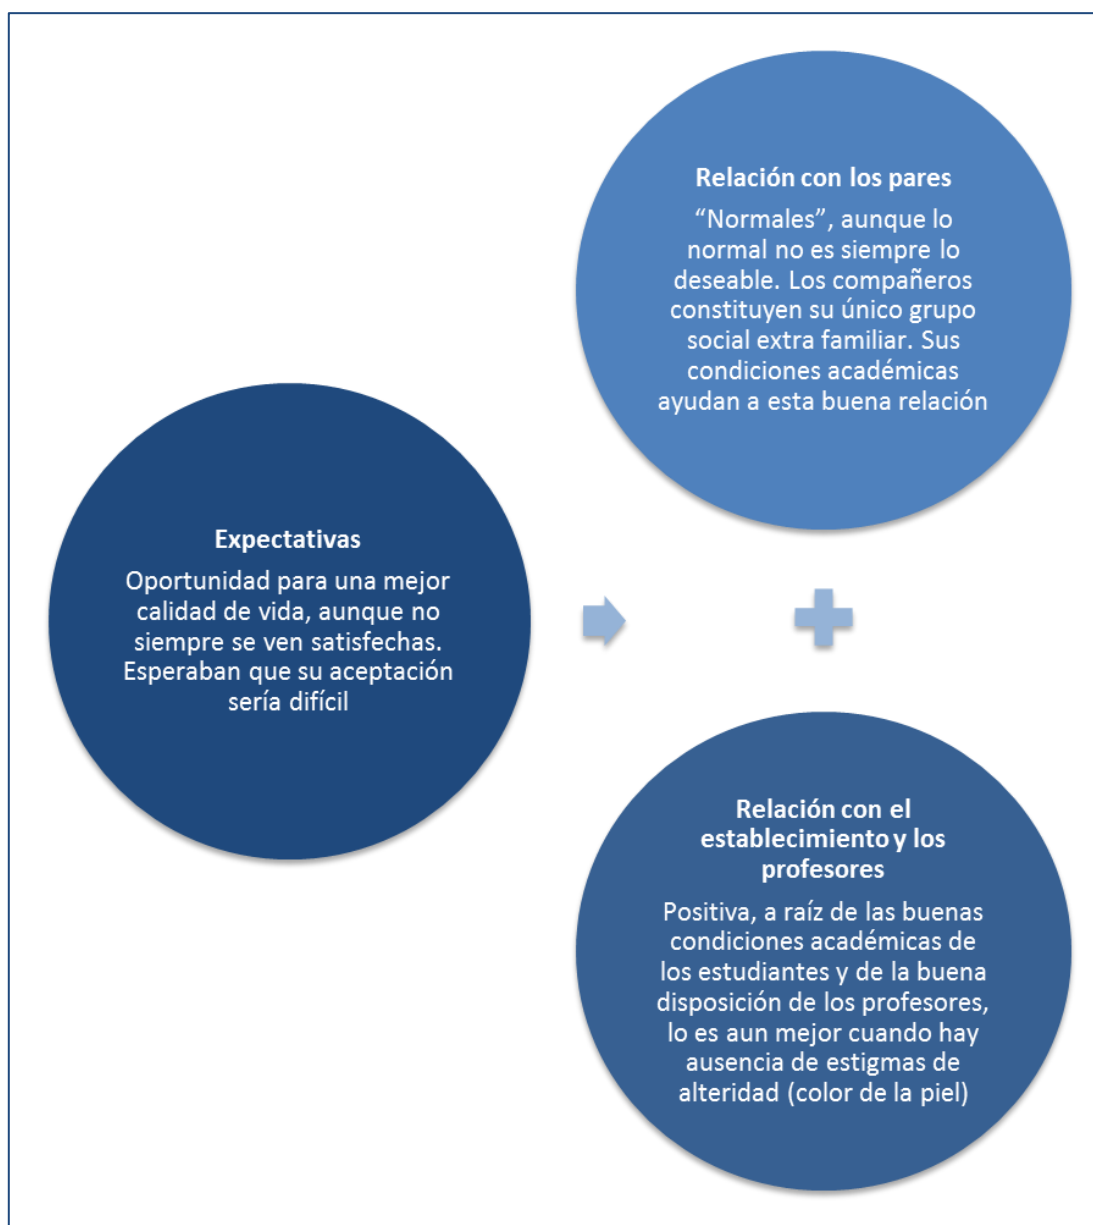 Relación con los pares
“Normales”, aunque lo
normal no es siempre lo
deseable. Los compañeros
constituyen su único grupo
social extra familiar. Sus
condiciones académicas
ayudan a esta buena relación
Expectativas
Oportunidad para una mejor
calidad de vida, aunque no
siempre se ven satisfechas.
Esperaban que su aceptación
sería difícil
Relación con el
establecimiento y los
profesores
Positiva, a raíz de las buenas
condiciones académicas de
los estudiantes y de la buena
disposición de los profesores,
lo es aun mejor cuando hay
ausencia de estigmas de
alteridad (color de la piel)